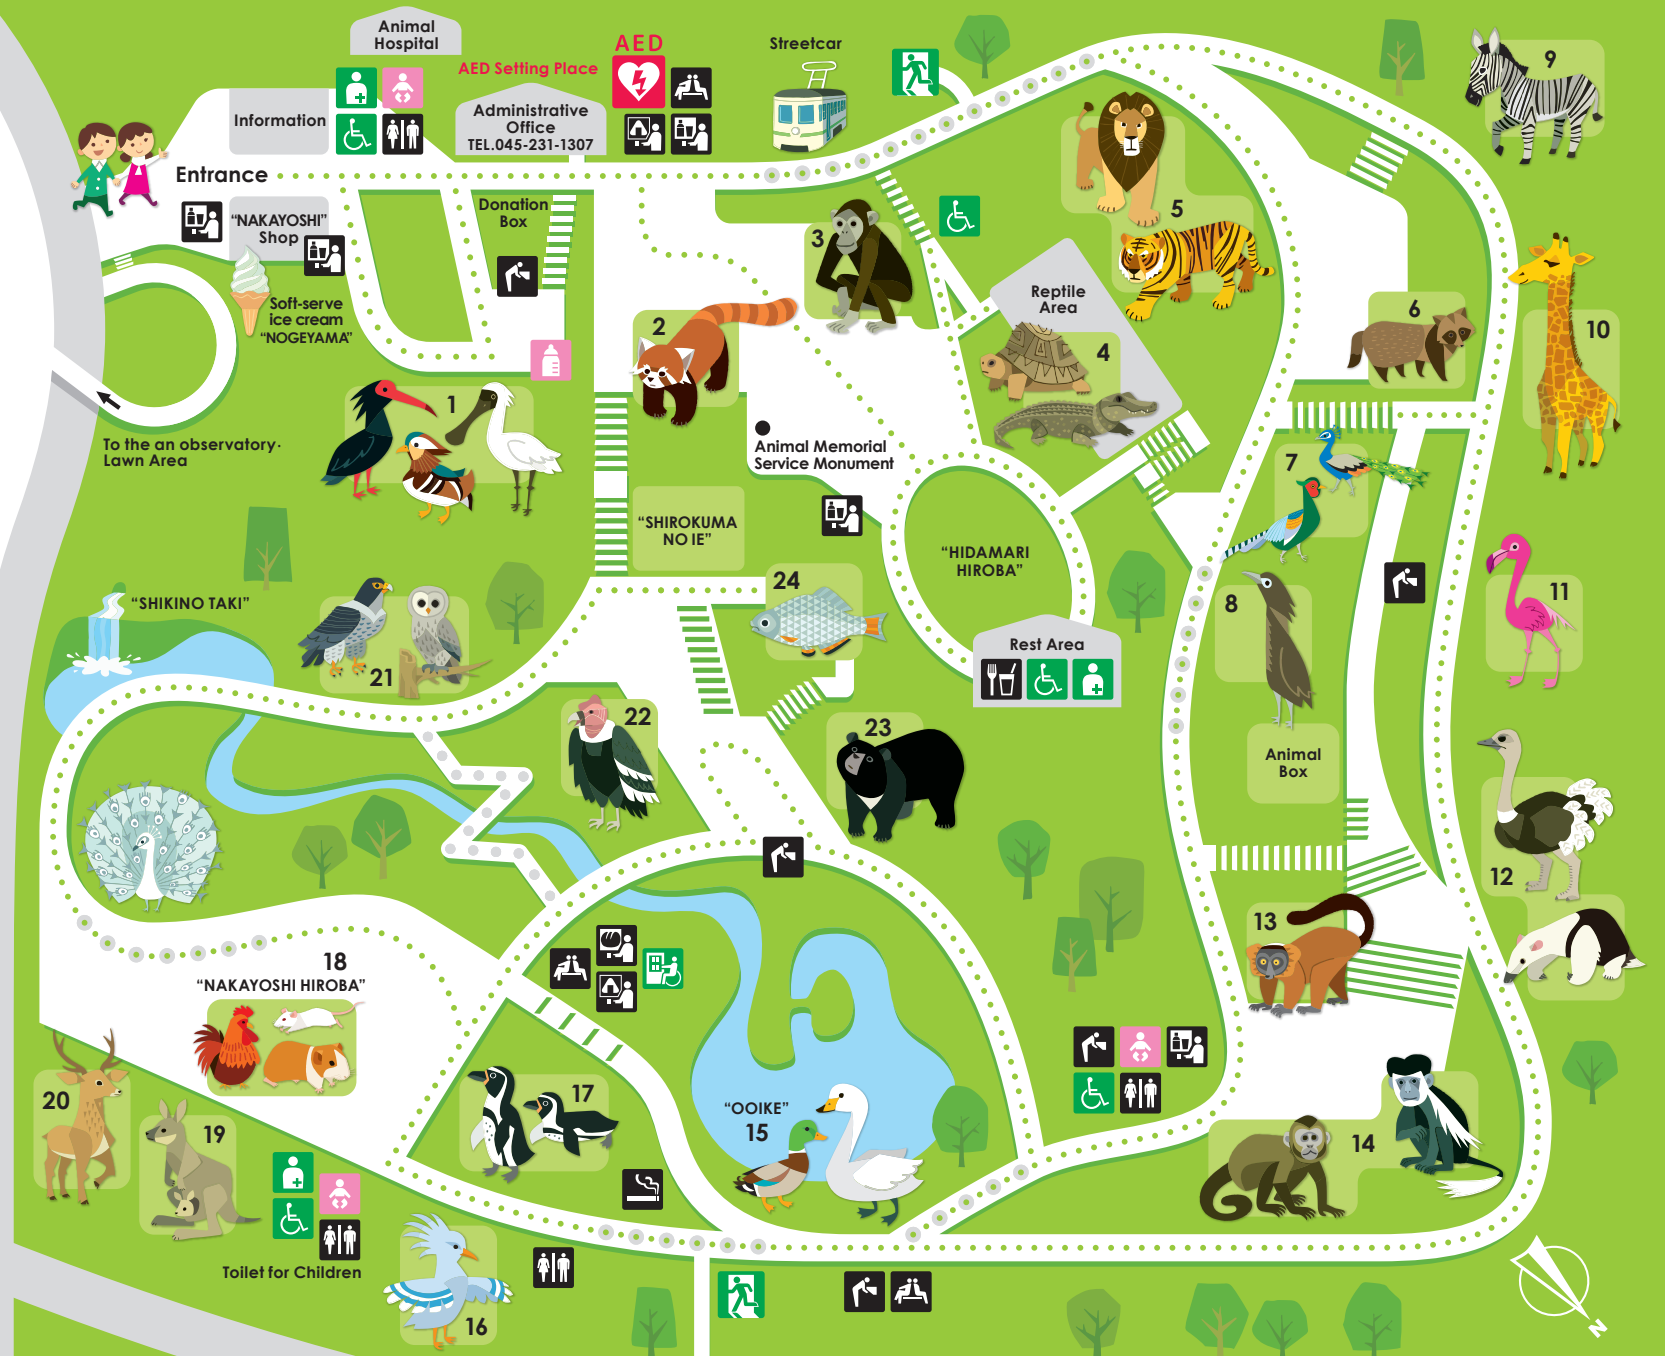 Animal
Hospital
AED
AED Setting Place
Streetcar
Information
Administrative
Office
TEL.045-231-1307
Entrance
“NAKAYOSHI”
Shop
Donation
Box
Soft-serve
ice cream
“NOGEYAMA”
To the an observatory·
Lawn Area
1
2
3
Reptile
Area
4
5
6
7
8
9
10
11
12
13
14
Animal Memorial
Service Monument
“SHIROKUMA
NO IE”
“HIDAMARI
HIROBA”
Rest Area
Animal
Box
“SHIKINO TAKI”
21
22
23
24
18
“NAKAYOSHI HIROBA”
17
“OOIKE”
15
20
19
Toilet for Children
16
N